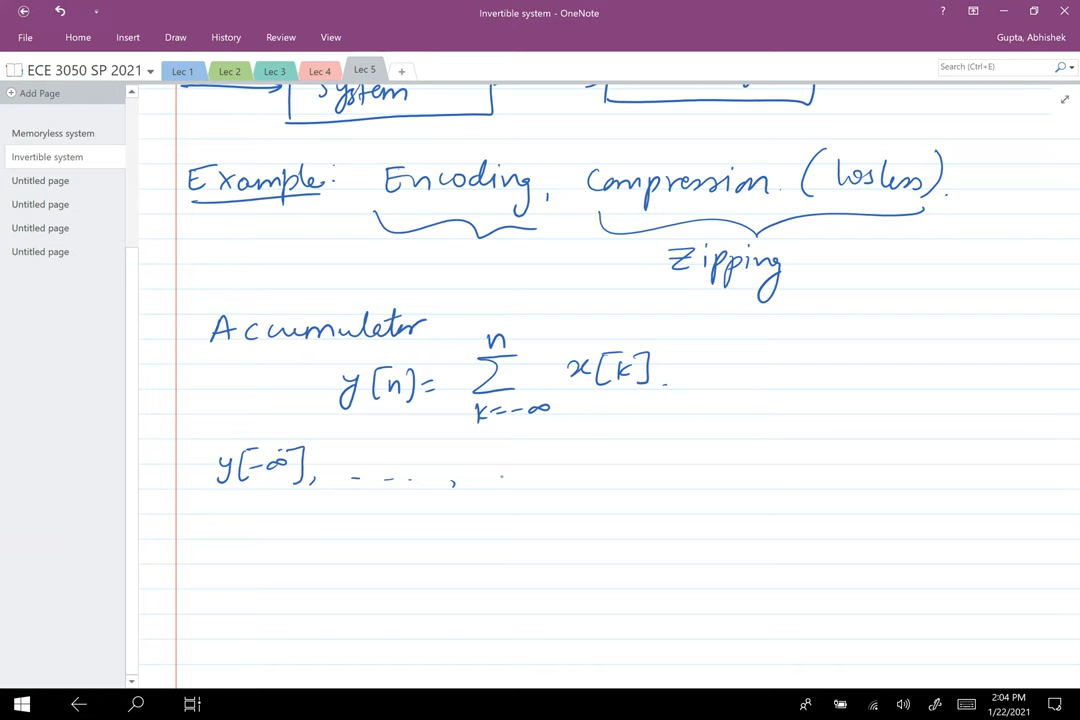 Invertible system - OneNote
Gupta, Abhishek
File Home Insert Draw History Review View
ECE 3050 SP 2021
Lec 1 Lec 2 Lec 3 Lec 4 Lec 5
Search (Ctrl+E)
Add Page
Memoryless system
Invertible system
Untitled page
Untitled page
Untitled page
Untitled page
system
Example: Encoding, Compression (losless).
Zipping
Accumulator
y[n] = ∑_{k=-∞}^{n} x[k].
y[-∞], - - - . . ,
2:04 PM
1/22/2021